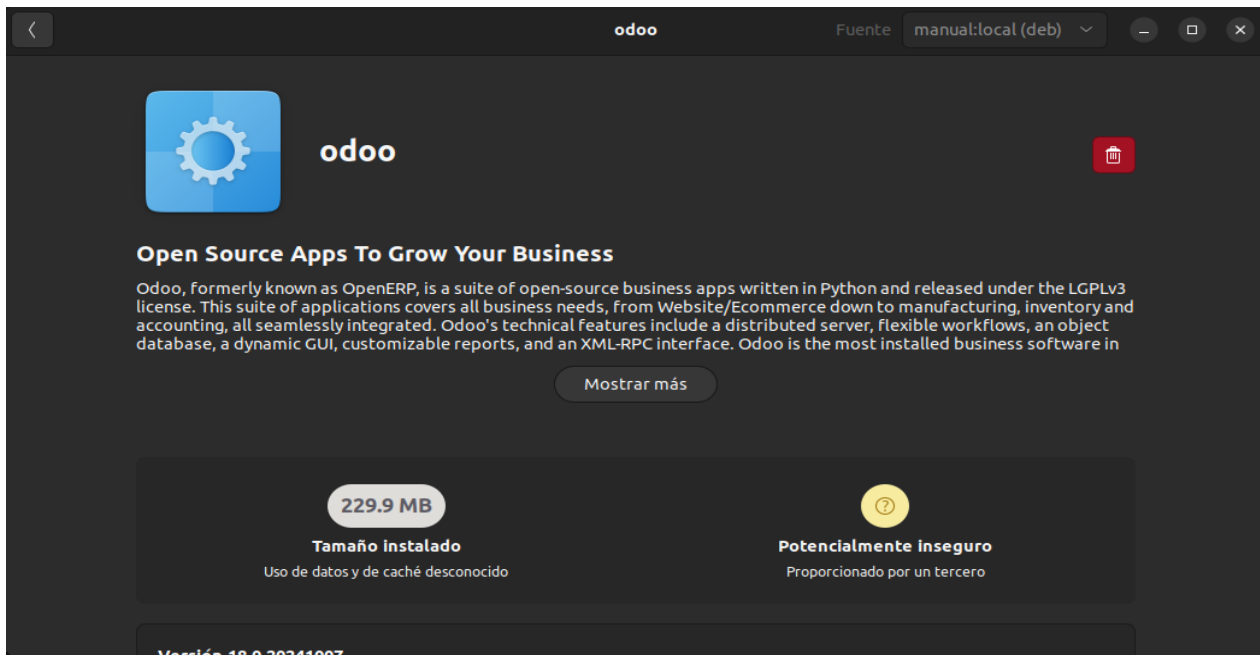 odoo
Fuente
manual:local (deb)
odoo
Open Source Apps To Grow Your Business
Odoo, formerly known as OpenERP, is a suite of open-source business apps written in Python and released under the LGPLv3
license. This suite of applications covers all business needs, from Website/Ecommerce down to manufacturing, inventory and
accounting, all seamlessly integrated. Odoo's technical features include a distributed server, flexible workflows, an object
database, a dynamic GUI, customizable reports, and an XML-RPC interface. Odoo is the most installed business software in
Mostrar más
229.9 MB
Tamaño instalado
Uso de datos y de caché desconocido
?
Potencialmente inseguro
Proporcionado por un tercero
Versión 18.0.20241007